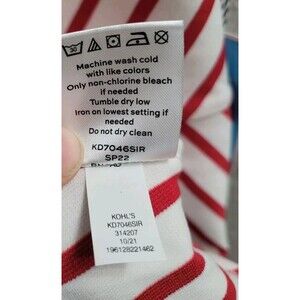 Machine wash cold
with like colors
Only non-chlorine bleach
if needed
Tumble dry low
Iron on lowest setting if
needed
Do not dry clean
KD7046SIR
SP22
KOHL'S
KD7046SIR
314207
10/21
196128221462